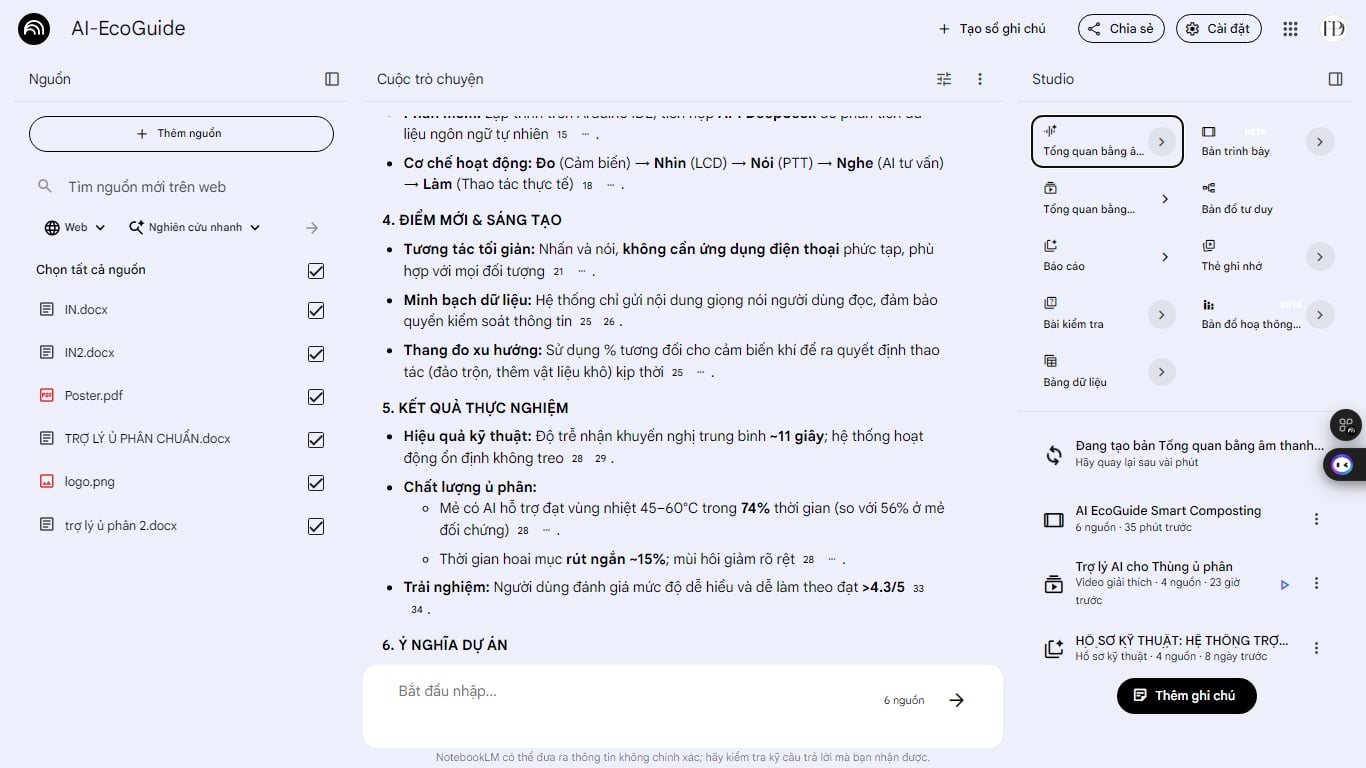 AI-EcoGuide
Tạo sổ ghi chú
Chia sẻ
Cài đặt
Nguồn
Thêm nguồn
Tìm nguồn mới trên web
Web
Nghiên cứu nhanh
Chọn tất cả nguồn
IN.docx
IN2.docx
Poster.pdf
TRỢ LÝ Ủ PHÂN CHUẨN.docx
logo.png
trợ lý ủ phân 2.docx
Cuộc trò chuyện
liệu ngôn ngữ tự nhiên 15 ... .
• Cơ chế hoạt động: Đo (Cảm biến) → Nhìn (LCD) → Nói (PTT) → Nghe (AI tư vấn)
→ Làm (Thao tác thực tế) 18 ... .
4. ĐIỂM MỚI & SÁNG TẠO
• Tương tác tối giản: Nhấn và nói, không cần ứng dụng điện thoại phức tạp, phù
hợp với mọi đối tượng 21 ... .
• Minh bạch dữ liệu: Hệ thống chỉ gửi nội dung giọng nói người dùng đọc, đảm bảo
quyền kiểm soát thông tin 25 26 .
• Thang đo xu hướng: Sử dụng % tương đối cho cảm biến khí để ra quyết định thao
tác (đảo trộn, thêm vật liệu khô) kịp thời 25 ... .
5. KẾT QUẢ THỰC NGHIỆM
• Hiệu quả kỹ thuật: Độ trễ nhận khuyến nghị trung bình ~11 giây; hệ thống hoạt
động ổn định không treo 28 29 .
• Chất lượng ủ phân:
○ Mẻ có AI hỗ trợ đạt vùng nhiệt 45–60°C trong 74% thời gian (so với 56% ở mẻ
đối chứng) 28 ... .
○ Thời gian hoai mục rút ngắn ~15%; mùi hôi giảm rõ rệt 28 ... .
• Trải nghiệm: Người dùng đánh giá mức độ dễ hiểu và dễ làm theo đạt >4.3/5 33
34 .
6. Ý NGHĨA DỰ ÁN
Bắt đầu nhập...
6 nguồn
NotebookLM có thể đưa ra thông tin không chính xác; hãy kiểm tra kỹ câu trả lời mà bạn nhận được.
Studio
Tổng quan bằng â...
BETA
Bản trình bày
Tổng quan bằng...
Bản đồ tư duy
Báo cáo
Thẻ ghi nhớ
Bài kiểm tra
BETA
Bản đồ hoạ thông...
Bảng dữ liệu
Đang tạo bản Tổng quan bằng âm thanh...
Hãy quay lại sau vài phút
AI EcoGuide Smart Composting
6 nguồn · 35 phút trước
Trợ lý AI cho Thùng ủ phân
Video giải thích · 4 nguồn · 23 giờ
trước
HỒ SƠ KỸ THUẬT: HỆ THỐNG TRỢ...
Hồ sơ kỹ thuật · 4 nguồn · 8 ngày trước
Thêm ghi chú